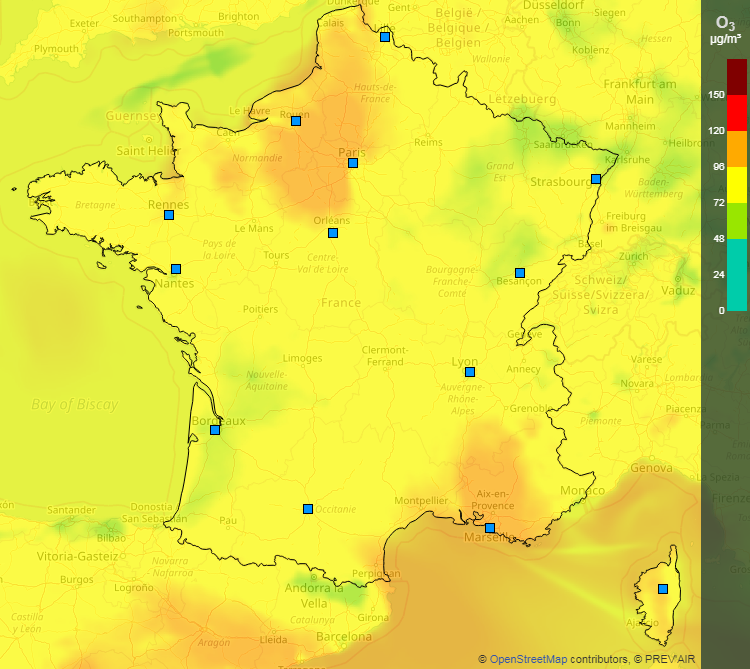 Dunkerque
Düsseldorf
Southampton
Brighton
Gent
België /
Siegen
Exeter
Calais
Aachen
Bonn
Portsmouth
Lille
Belgique /
Hessen
Plymouth
Belgien
Koblenz
Wallonie
Hauts-de-
France
Frankfurt am
Main
Guernsey
Le Havre
Rouen
Lëtzebuerg
Mannheim
Caen
Saint Helier
Normandie
Paris
Reims
Saarbrücken
Heilbronn
Karlsruhe
Grand
Est
Strasbourg
Baden-
Württemberg
Bretagne
Rennes
Orléans
Freiburg
im Breisgau
Le Mans
Pays de
la Loire
Tours
Centre-
Val de Loire
Basel
Zürich
Nantes
Bourgogne-
Franche
Comté
Besançon
Vaduz
Schweiz/
Suisse/Svizzera/
Svizra
Poitiers
France
Genève
Limoges
Clermont-
Ferrand
Lyon
Annecy
Varese
Nouvelle-
Aquitaine
Auvergne-
Rhône-
Alpes
Novara
Lombardia
Bay of Biscay
Grenoble
Piacenza
Bordeaux
Piemonte
Parma
Genova
La Spezia
Montpellier
Aix-en-
Provence
Monaco
Firenze
Santander
Donostia
San Sebastián
Pau
Occitanie
Marseille
Bilbao
Vitoria-Gasteiz
Navarra
- Nafarroa
Burgos
Logroño
Perpignan
Andorra la
Vella
Girona
Castilla
y León
Catalunya
Ajaccio
Aragón
Lleida
Barcelona
Tarragona
O₃
µg/m³
150
120
96
72
48
24
0
© OpenStreetMap contributors, © PREV'AIR